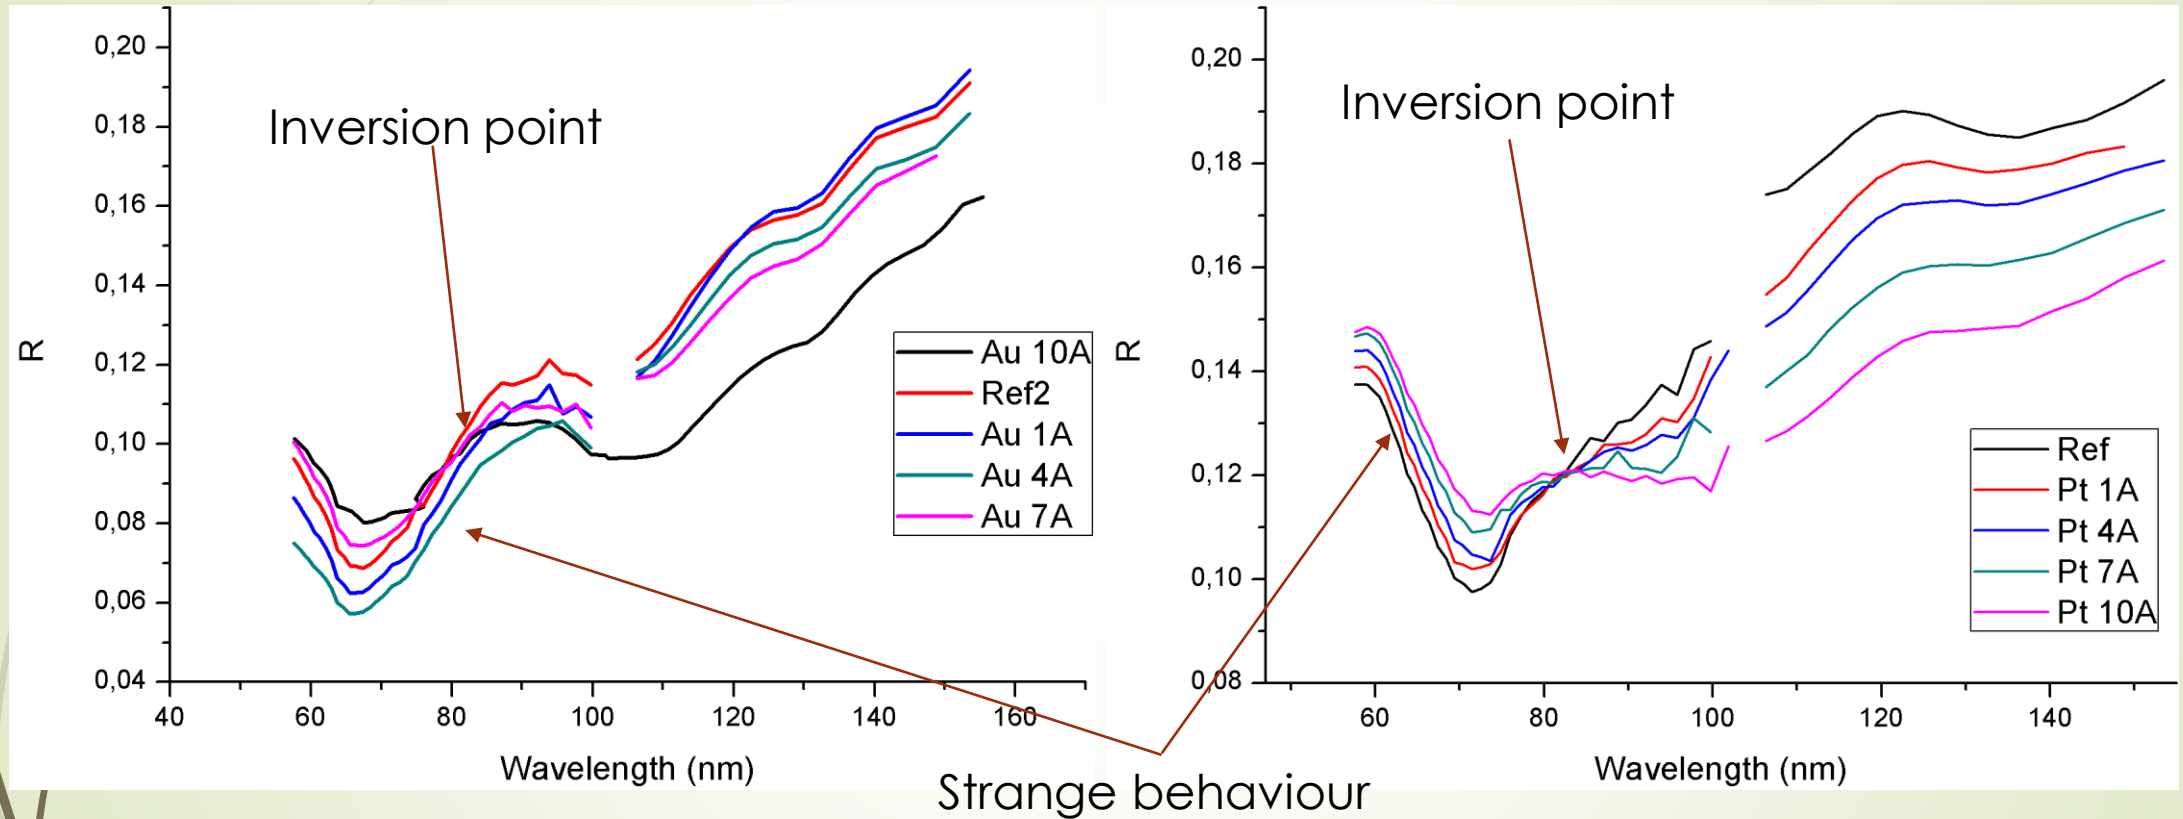 0,20
0,18
0,16
0,14
0,12
0,10
0,08
0,06
0,04
R
40 60 80 100 120 140 160
Wavelength (nm)
Inversion point
Au 10A
Ref2
Au 1A
Au 4A
Au 7A
0,20
0,18
0,16
0,14
0,12
0,10
0,08
R
60 80 100 120 140
Wavelength (nm)
Inversion point
Ref
Pt 1A
Pt 4A
Pt 7A
Pt 10A
Strange behaviour